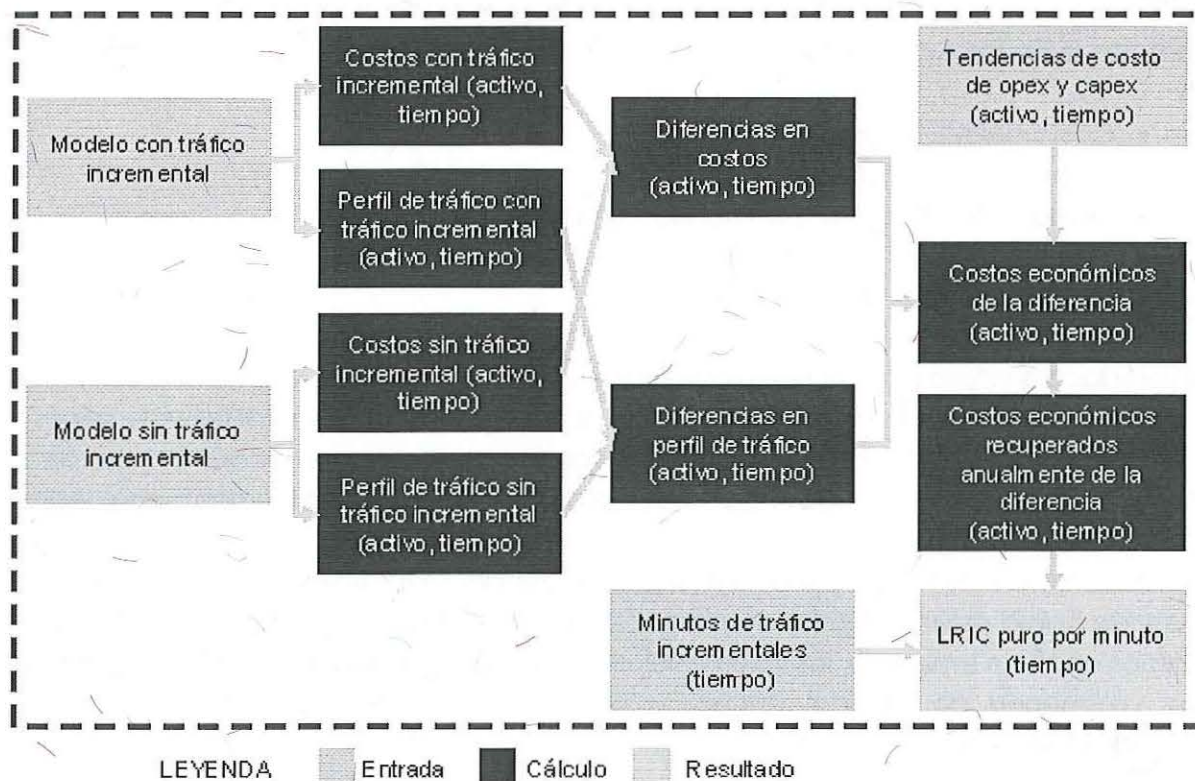 Modelo con tráfico
incremental
Modelo sin tráfico
incremental
Costos con tráfico
incremental (activo,
tiempo)
Perfil de tráfico con
tráfico incremental
(activo, tiempo)
Costos sin tráfico
incremental (activo,
tiempo)
Perfil de tráfico sin
tráfico incremental
(activo, tiempo)
Diferencias en
costos
(activo, tiempo)
Diferencias en
perfil de tráfico
(activo, tiempo)
Minutos de tráfico
incrementales
(tiempo)
Tendencias de costo
de opex y capex
(activo, tiempo)
Costos económicos
de la diferencia
(activo, tiempo)
Costos económicos
recuperados
anualmente de la
diferencia
(activo, tiempo)
LRIC puro por minuto
(tiempo)
LEYENDA
Entrada
Cálculo
Resultado